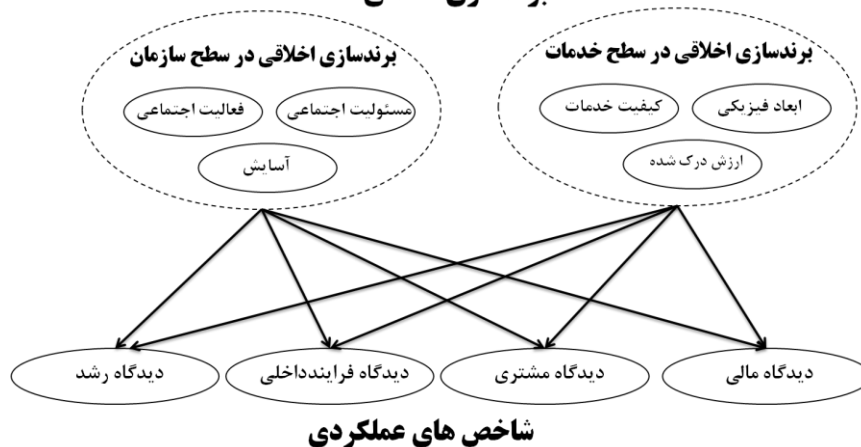 برندسازی اخلاقی در سطح خدمات
برندسازی اخلاقی در سطح سازمان
ابعاد فیزیکی
کیفیت خدمات
ارزش درک شده
مسئولیت اجتماعی
فعالیت اجتماعی
آسایش
دیدگاه مالی
دیدگاه مشتری
دیدگاه فرایندداخلی
دیدگاه رشد
شاخص های عملکردی